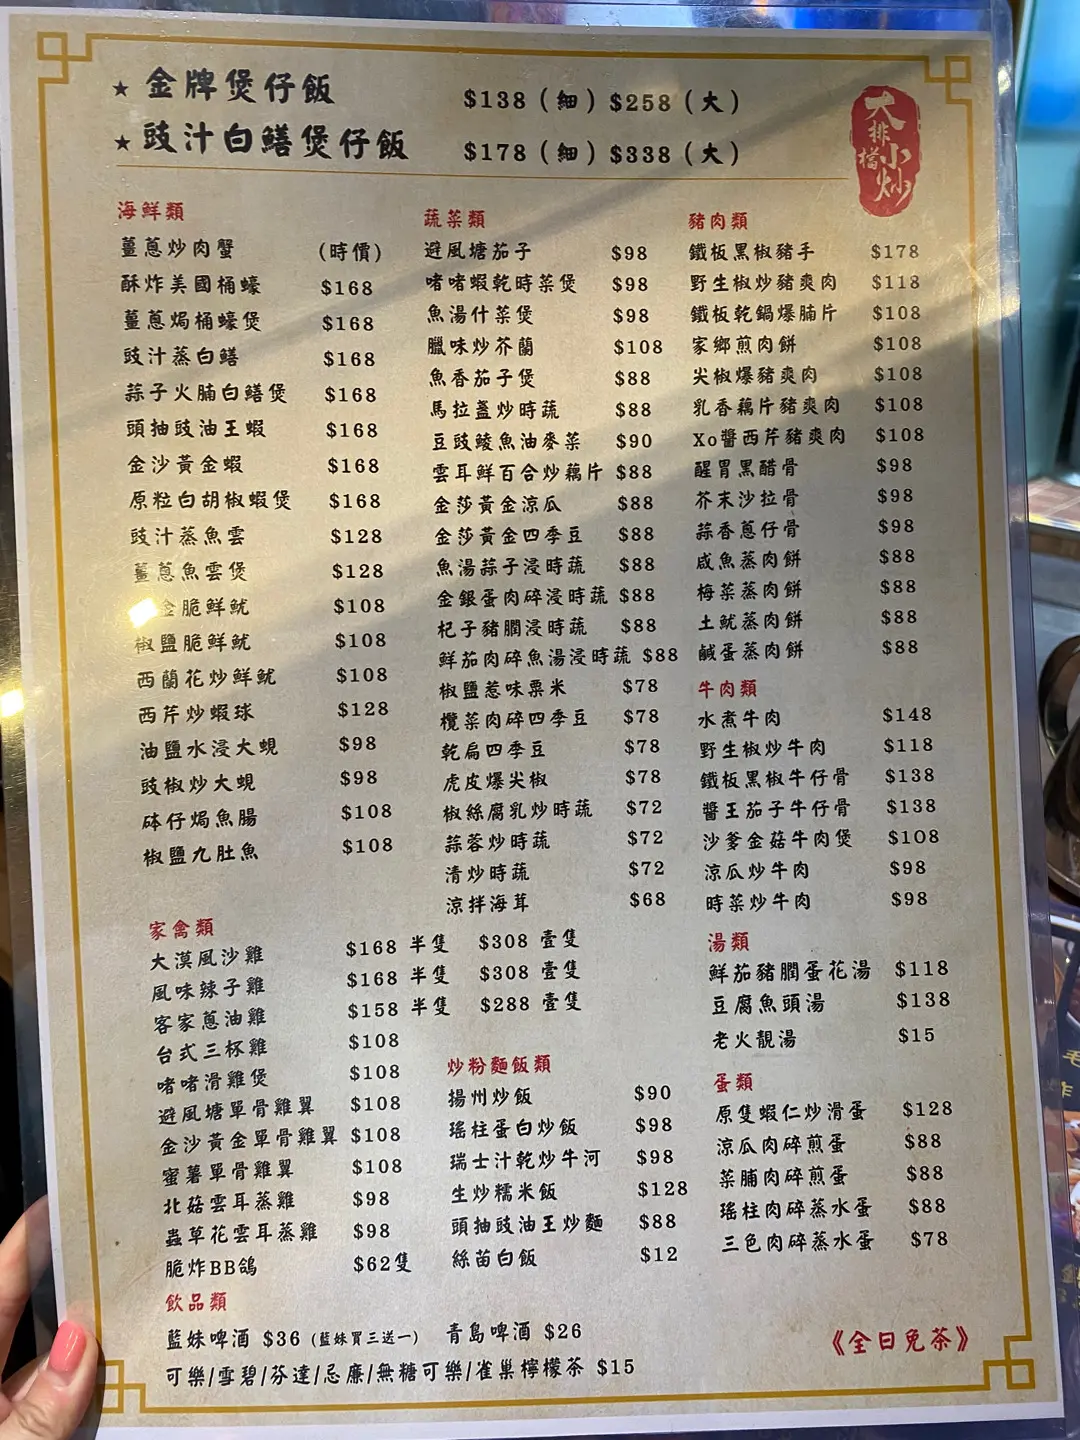 ★ 金牌煲仔飯 $138（細）$258（大）
★ 豉汁白鱔煲仔飯 $178（細）$338（大）
大排檔小炒
海鮮類
薑蔥炒肉蟹 （時價）
酥炸美國桶蠔 $168
薑蔥焗桶蠔煲 $168
豉汁蒸白鱔 $168
蒜子火腩白鱔煲 $168
頭抽豉油王蝦 $168
金沙黃金蝦 $168
原粒白胡椒蝦煲 $168
豉汁蒸魚雲 $128
薑蔥魚雲煲 $128
金脆鮮魷 $108
椒鹽脆鮮魷 $108
西蘭花炒鮮魷 $108
西芹炒蝦球 $128
油鹽水浸大蜆 $98
豉椒炒大蜆 $98
砵仔焗魚腸 $108
椒鹽九肚魚 $108
蔬菜類
避風塘茄子 $98
啫啫蝦乾時菜煲 $98
魚湯什菜煲 $98
臘味炒芥蘭 $108
魚香茄子煲 $88
馬拉盞炒時蔬 $88
豆豉鯪魚油麥菜 $90
雲耳鮮百合炒藕片 $88
金莎黃金涼瓜 $88
金莎黃金四季豆 $88
魚湯蒜子浸時蔬 $88
金銀蛋肉碎浸時蔬 $88
杞子豬膶浸時蔬 $88
鮮茄肉碎魚湯浸時蔬 $88
椒鹽惹味粟米 $78
欖菜肉碎四季豆 $78
乾扁四季豆 $78
虎皮爆尖椒 $78
椒絲腐乳炒時蔬 $72
蒜蓉炒時蔬 $72
清炒時蔬 $72
涼拌海茸 $68
豬肉類
鐵板黑椒豬手 $178
野生椒炒豬爽肉 $118
鐵板乾鍋爆腩片 $108
家鄉煎肉餅 $108
尖椒爆豬爽肉 $108
乳香藕片豬爽肉 $108
Xo醬西芹豬爽肉 $108
醒胃黑醋骨 $98
芥末沙拉骨 $98
蒜香蔥仔骨 $98
咸魚蒸肉餅 $88
梅菜蒸肉餅 $88
土魷蒸肉餅 $88
鹹蛋蒸肉餅 $88
牛肉類
水煮牛肉 $148
野生椒炒牛肉 $118
鐵板黑椒牛仔骨 $138
醬王茄子牛仔骨 $138
沙爹金菇牛肉煲 $108
涼瓜炒牛肉 $98
時菜炒牛肉 $98
家禽類
大漠風沙雞 $168 半隻 $308 壹隻
風味辣子雞 $168 半隻 $308 壹隻
客家蔥油雞 $158 半隻 $288 壹隻
台式三杯雞 $108
啫啫滑雞煲 $108
避風塘單骨雞翼 $108
金沙黃金單骨雞翼 $108
蜜薯單骨雞翼 $108
北菇雲耳蒸雞 $98
蟲草花雲耳蒸雞 $98
脆炸BB鴿 $62隻
炒粉麵飯類
揚州炒飯 $90
瑤柱蛋白炒飯 $98
瑞士汁乾炒牛河 $98
生炒糯米飯 $128
頭抽豉油王炒麵 $88
絲苗白飯 $12
湯類
鮮茄豬膶蛋花湯 $118
豆腐魚頭湯 $138
老火靚湯 $15
蛋類
原隻蝦仁炒滑蛋 $128
涼瓜肉碎煎蛋 $88
菜脯肉碎煎蛋 $88
瑤柱肉碎蒸水蛋 $88
三色肉碎蒸水蛋 $78
飲品類
藍妹啤酒 $36（藍妹買三送一） 青島啤酒 $26
可樂/雪碧/芬達/忌廉/無糖可樂/雀巢檸檬茶 $15
《全日免茶》